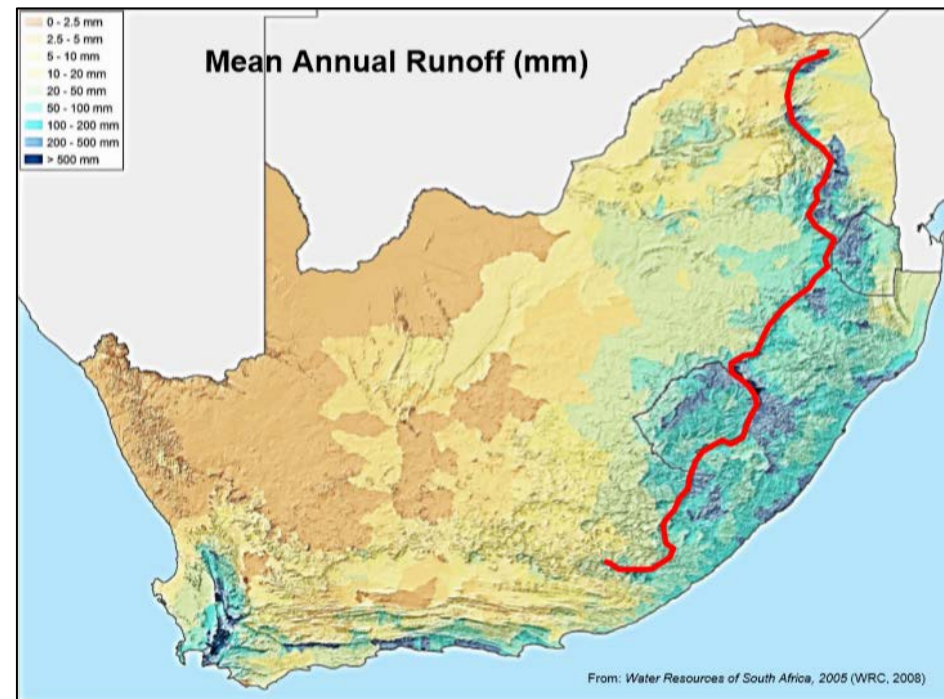 0 - 2.5 mm
2.5 - 5 mm
5 - 10 mm
10 - 20 mm
20 - 50 mm
50 - 100 mm
100 - 200 mm
200 - 500 mm
> 500 mm
Mean Annual Runoff (mm)
From: Water Resources of South Africa, 2005 (WRC, 2008)